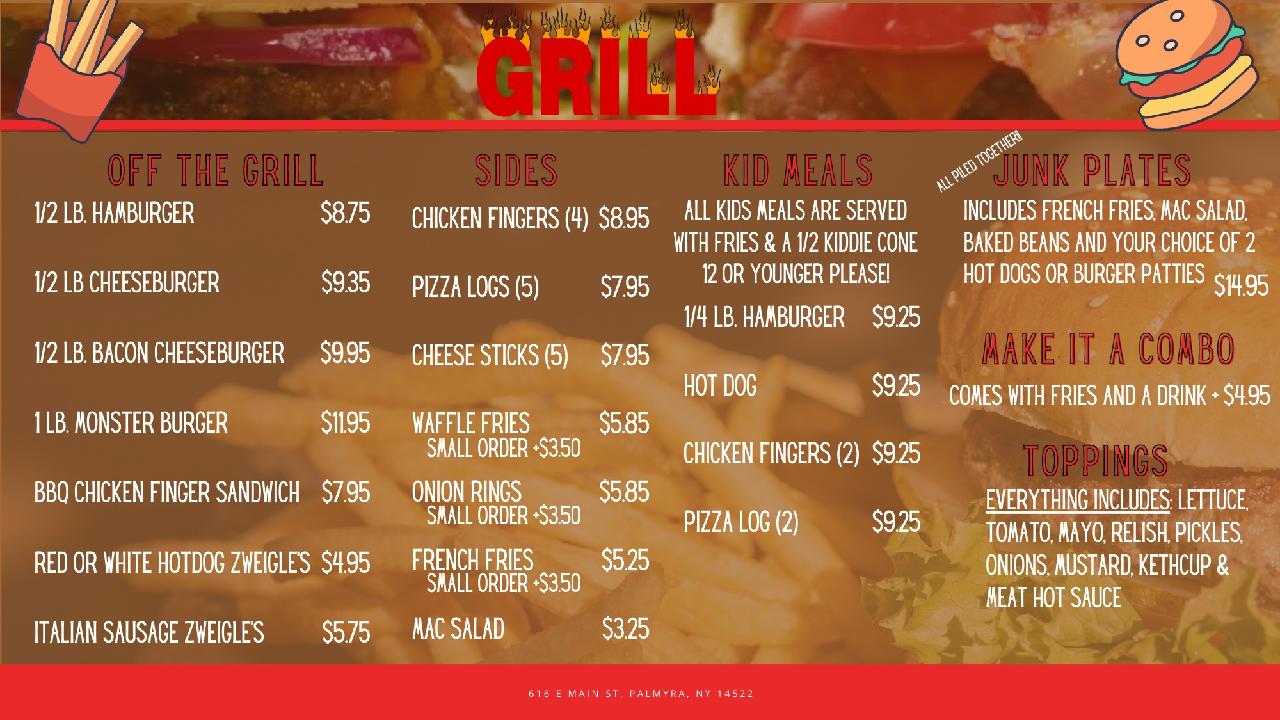 GRILL
OFF THE GRILL
1/2 LB. HAMBURGER $8.75
1/2 LB CHEESEBURGER $9.35
1/2 LB. BACON CHEESEBURGER $9.95
1 LB. MONSTER BURGER $11.95
BBQ CHICKEN FINGER SANDWICH $7.95
RED OR WHITE HOTDOG ZWEIGLE'S $4.95
ITALIAN SAUSAGE ZWEIGLE'S $5.75
SIDES
CHICKEN FINGERS (4) $8.95
PIZZA LOGS (5) $7.95
CHEESE STICKS (5) $7.95
WAFFLE FRIES $5.85
SMALL ORDER +$3.50
ONION RINGS $5.85
SMALL ORDER +$3.50
FRENCH FRIES $5.25
SMALL ORDER +$3.50
MAC SALAD $3.25
KID MEALS
ALL KIDS MEALS ARE SERVED
WITH FRIES & A 1/2 KIDDIE CONE
12 OR YOUNGER PLEASE!
1/4 LB. HAMBURGER $9.25
HOT DOG $9.25
CHICKEN FINGERS (2) $9.25
PIZZA LOG (2) $9.25
ALL PILED TOGETHER!!
JUNK PLATES
INCLUDES FRENCH FRIES, MAC SALAD,
BAKED BEANS AND YOUR CHOICE OF 2
HOT DOGS OR BURGER PATTIES $14.95
MAKE IT A COMBO
COMES WITH FRIES AND A DRINK + $4.95
TOPPINGS
EVERYTHING INCLUDES: LETTUCE,
TOMATO, MAYO, RELISH, PICKLES,
ONIONS, MUSTARD, KETHCUP &
MEAT HOT SAUCE
616 E MAIN ST, PALMYRA, NY 14522